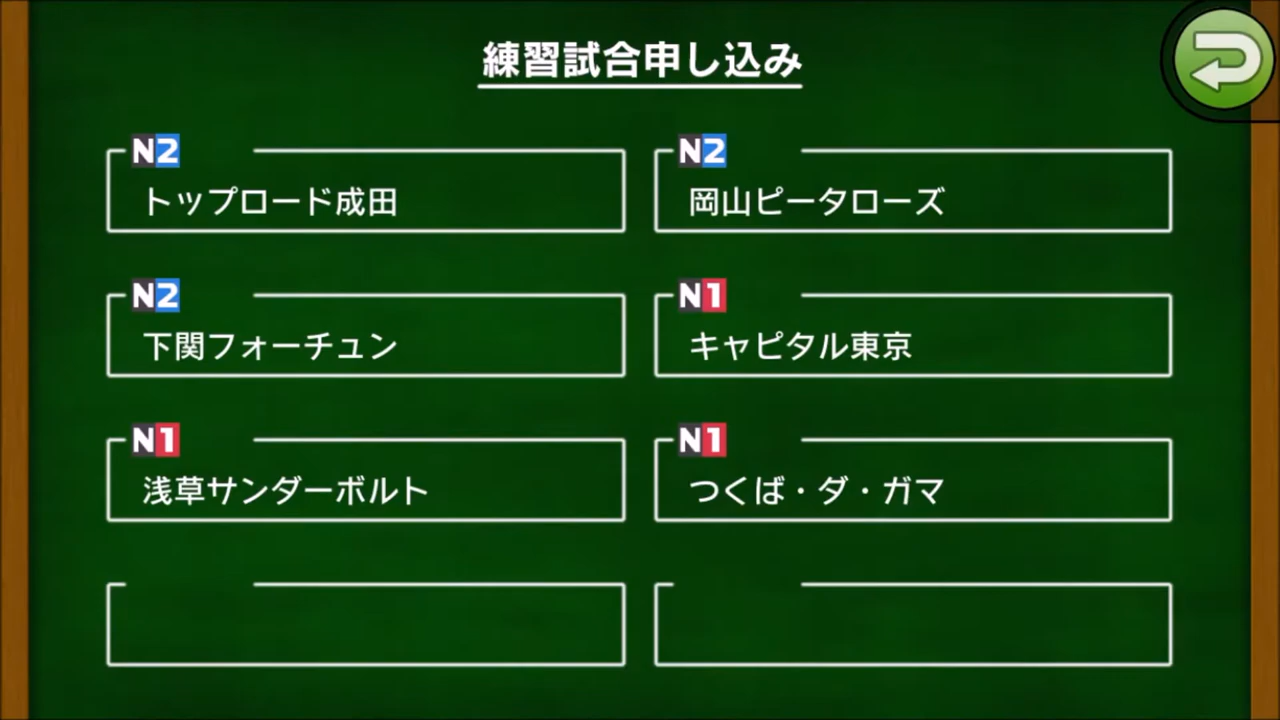 練習試合申し込み
N2
トップロード成田
N2
岡山ピータローズ
N2
下関フォーチュン
N1
キャピタル東京
N1
浅草サンダーボルト
N1
つくば・ダ・ガマ